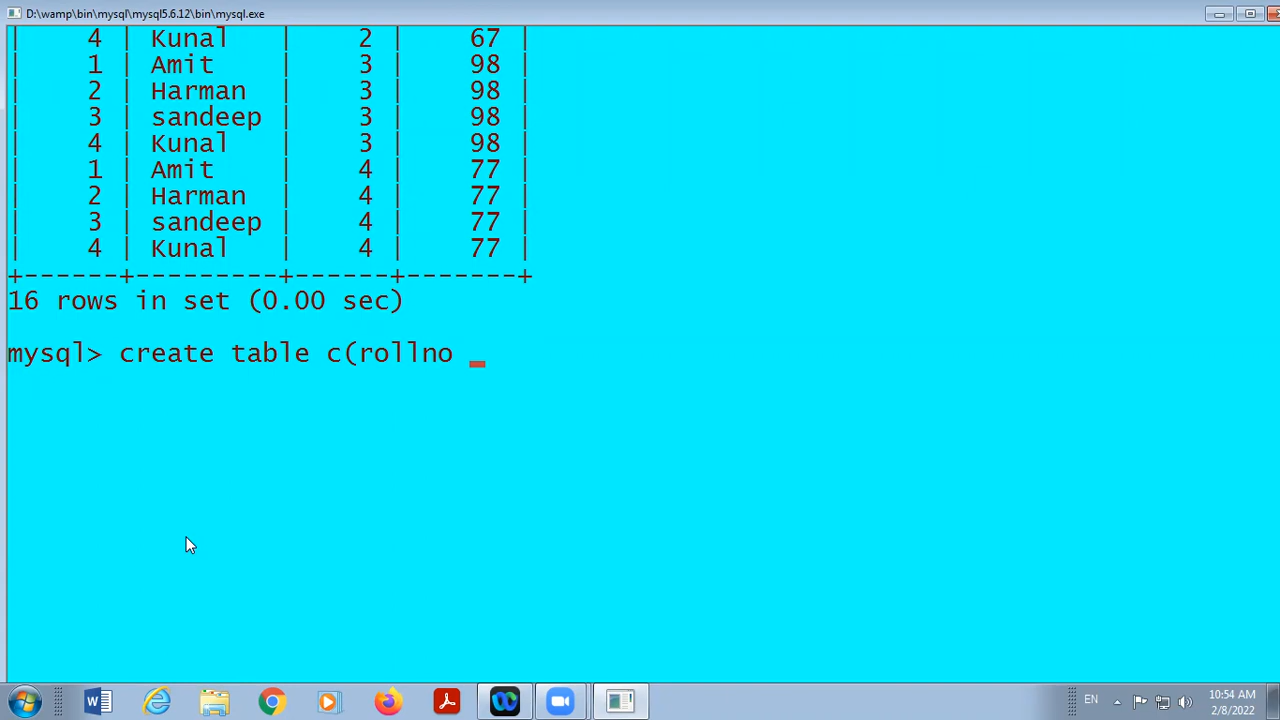 D:\wamp\bin\mysql\mysql5.6.12\bin\mysql.exe
| 4 | Kunal | 2 | 67 |
| 1 | Amit | 3 | 98 |
| 2 | Harman | 3 | 98 |
| 3 | sandeep | 3 | 98 |
| 4 | Kunal | 3 | 98 |
| 1 | Amit | 4 | 77 |
| 2 | Harman | 4 | 77 |
| 3 | sandeep | 4 | 77 |
| 4 | Kunal | 4 | 77 |
+------+---------+------+-------+
16 rows in set (0.00 sec)
mysql> create table c(rollno _
EN
10:54 AM
2/8/2022